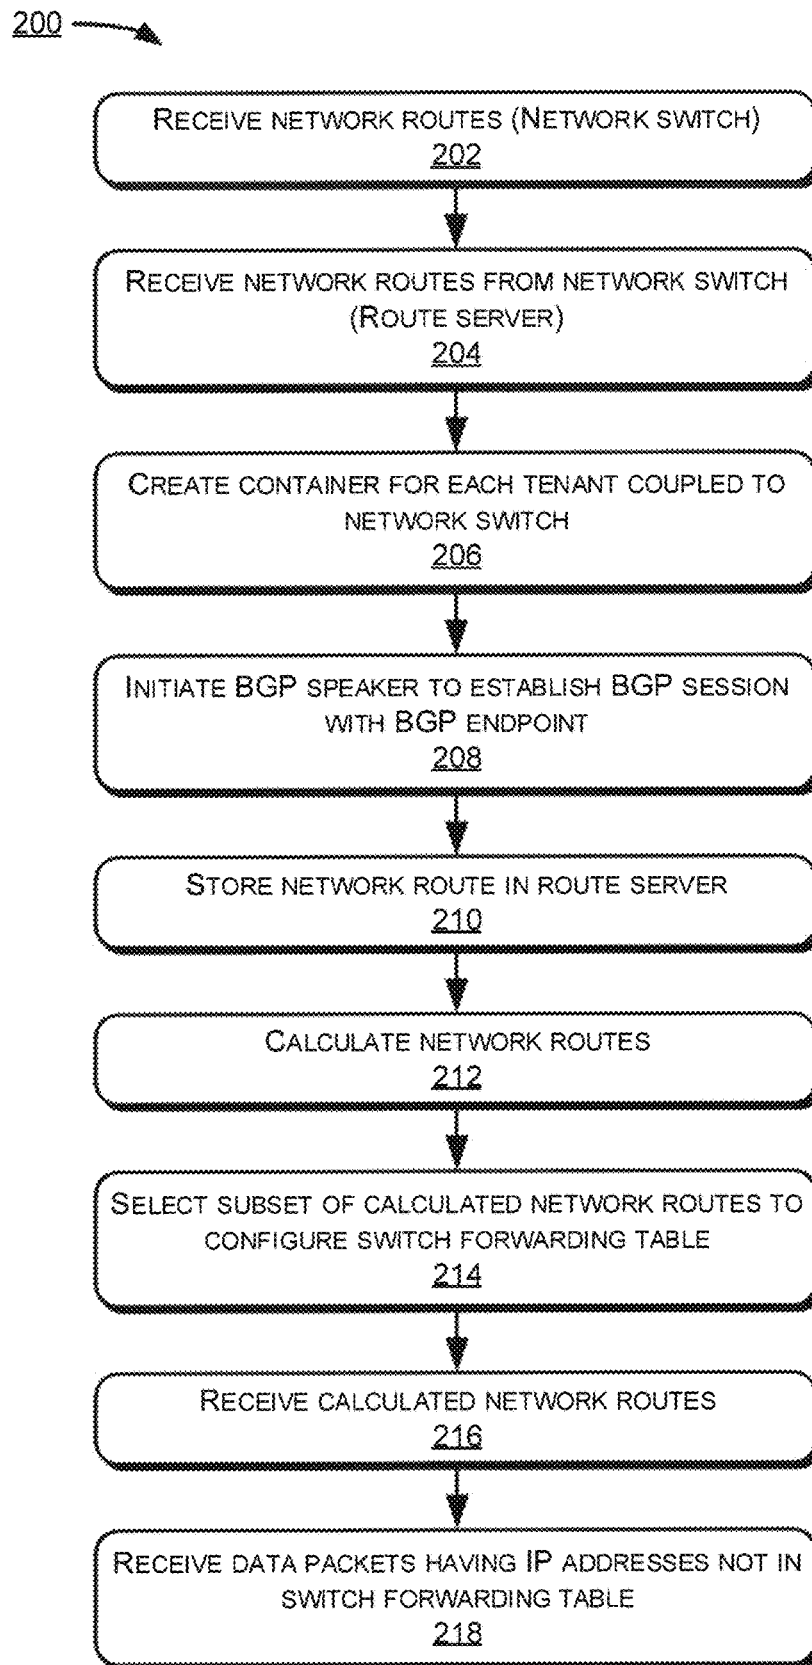 200
RECEIVE NETWORK ROUTES (NETWORK SWITCH)
202
RECEIVE NETWORK ROUTES FROM NETWORK SWITCH
(ROUTE SERVER)
204
CREATE CONTAINER FOR EACH TENANT COUPLED TO
NETWORK SWITCH
206
INITIATE BGP SPEAKER TO ESTABLISH BGP SESSION
WITH BGP ENDPOINT
208
STORE NETWORK ROUTE IN ROUTE SERVER
210
CALCULATE NETWORK ROUTES
212
SELECT SUBSET OF CALCULATED NETWORK ROUTES TO
CONFIGURE SWITCH FORWARDING TABLE
214
RECEIVE CALCULATED NETWORK ROUTES
216
RECEIVE DATA PACKETS HAVING IP ADDRESSES NOT IN
SWITCH FORWARDING TABLE
218